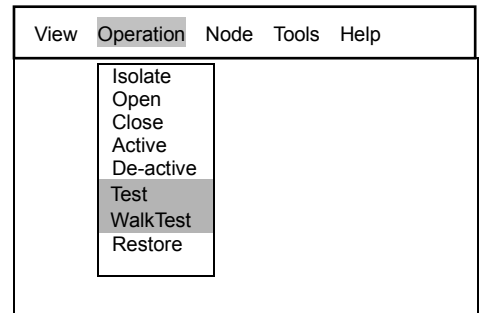 View Operation Node Tools Help
Isolate
Open
Close
Active
De-active
Test
WalkTest
Restore